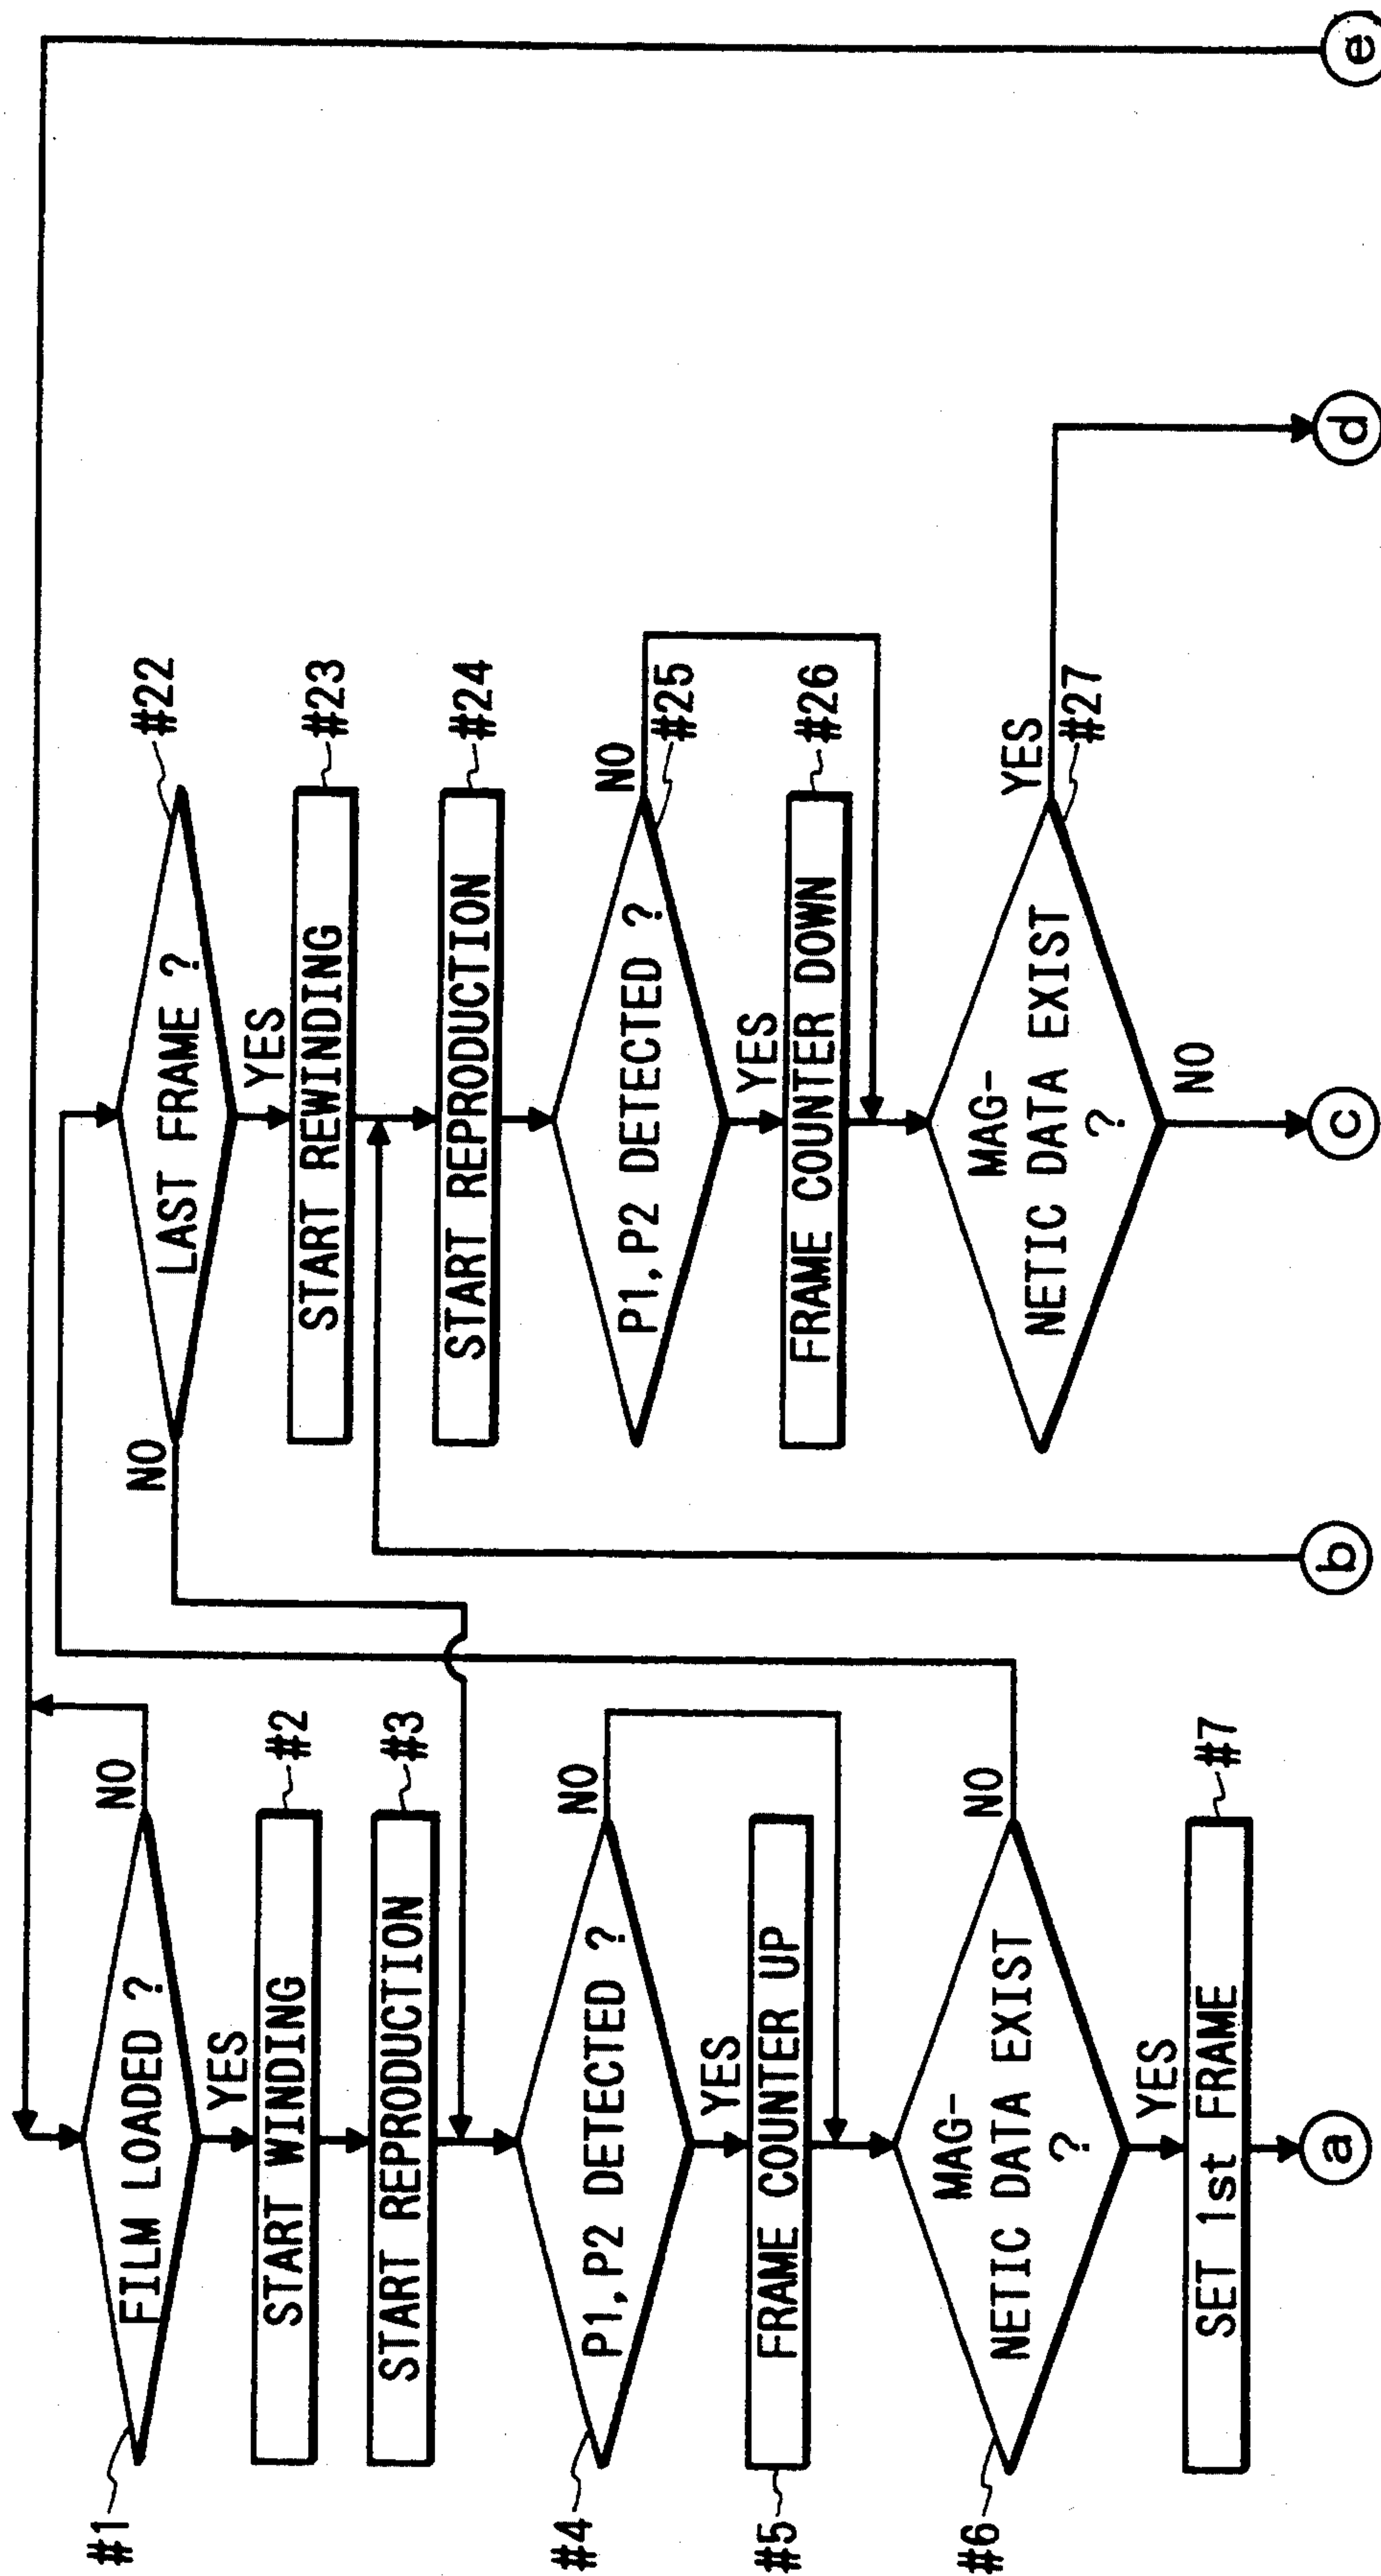 #1
FILM LOADED ?
NO
YES
START WINDING
#2
START REPRODUCTION
#3
#4
P1, P2 DETECTED ?
NO
YES
#5
FRAME COUNTER UP
#6
MAG-
NETIC DATA EXIST
?
NO
YES
SET 1st FRAME
#7
a
NO
LAST FRAME ?
#22
YES
START REWINDING
#23
START REPRODUCTION
#24
P1, P2 DETECTED ?
NO
#25
YES
FRAME COUNTER DOWN
#26
MAG-
NETIC DATA EXIST
?
YES
#27
NO
b
c
d
e